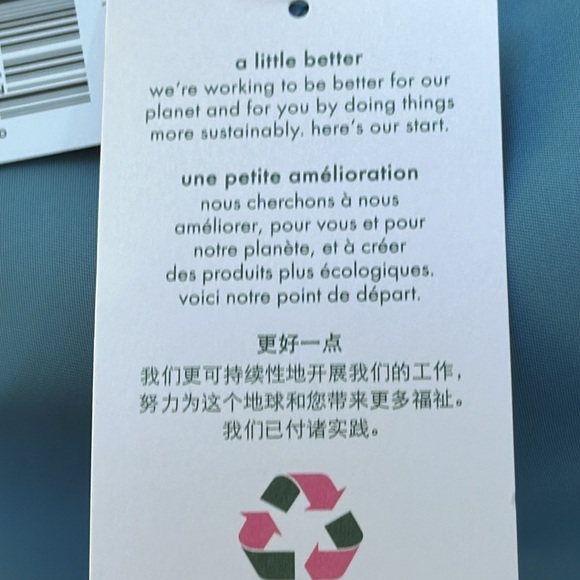 a little better
we're working to be better for our
planet and for you by doing things
more sustainably. here's our start.
une petite amélioration
nous cherchons à nous
améliorer, pour vous et pour
notre planète, et à créer
des produits plus écologiques.
voici notre point de départ.
更好一点
我们更可持续性地开展我们的工作，
努力为这个地球和您带来更多福祉。
我们已付诸实践。